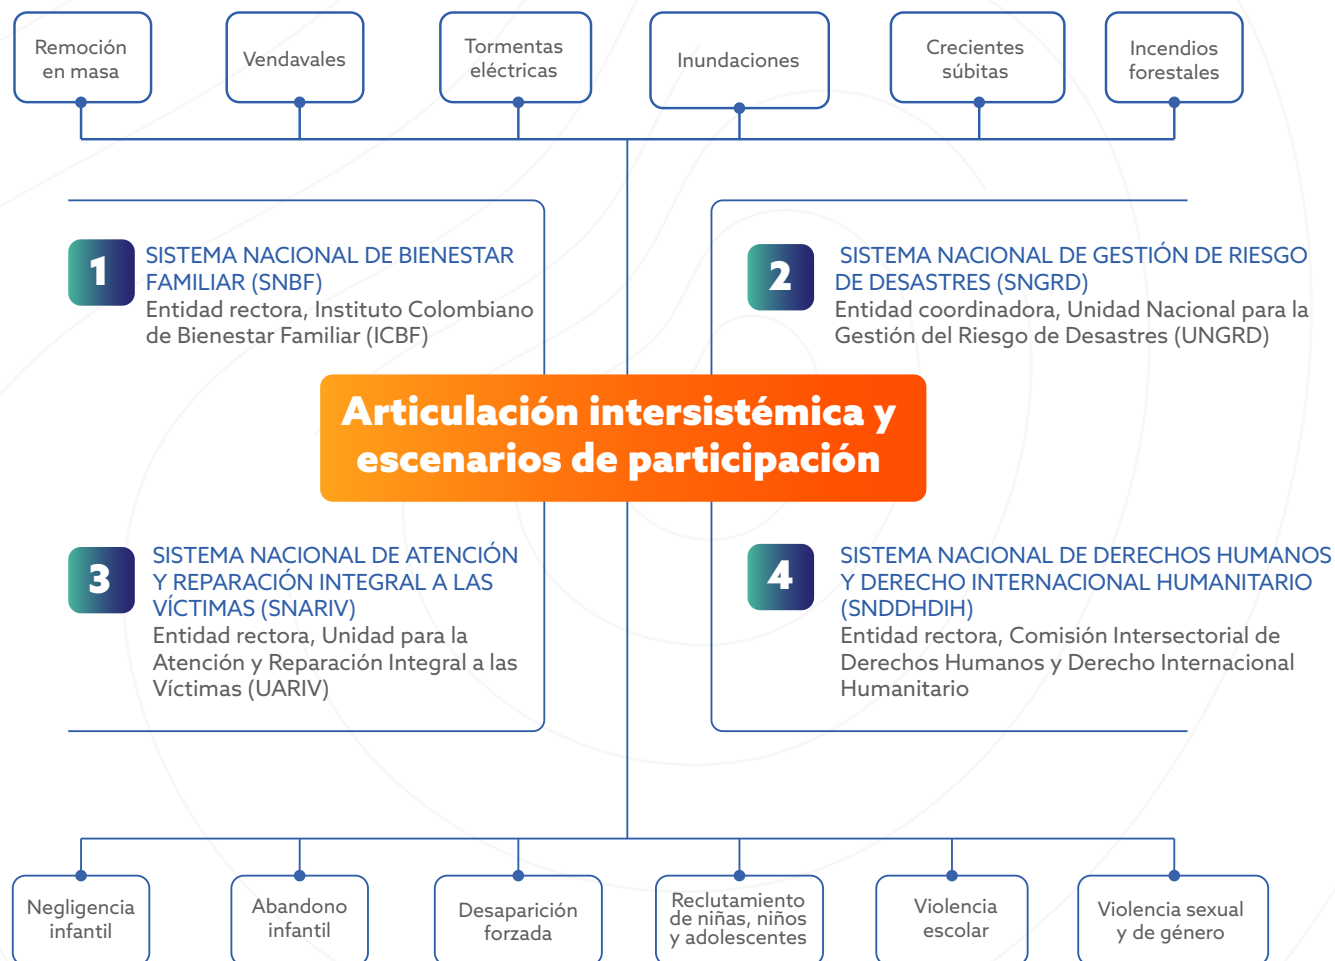 Remoción
en masa
Vendavales
Tormentas
eléctricas
Inundaciones
Crecientes
súbitas
Incendios
forestales
1
SISTEMA NACIONAL DE BIENESTAR
FAMILIAR (SNBF)
Entidad rectora, Instituto Colombiano
de Bienestar Familiar (ICBF)
2
SISTEMA NACIONAL DE GESTIÓN DE RIESGO
DE DESASTRES (SNGRD)
Entidad coordinadora, Unidad Nacional para la
Gestión del Riesgo de Desastres (UNGRD)
Articulación intersistémica y
escenarios de participación
3
SISTEMA NACIONAL DE ATENCIÓN
Y REPARACIÓN INTEGRAL A LAS
VÍCTIMAS (SNARIV)
Entidad rectora, Unidad para la
Atención y Reparación Integral a las
Víctimas (UARIV)
4
SISTEMA NACIONAL DE DERECHOS HUMANOS
Y DERECHO INTERNACIONAL HUMANITARIO
(SNDDHDIH)
Entidad rectora, Comisión Intersectorial de
Derechos Humanos y Derecho Internacional
Humanitario
Negligencia
infantil
Abandono
infantil
Desaparición
forzada
Reclutamiento
de niñas, niños
y adolescentes
Violencia
escolar
Violencia sexual
y de género